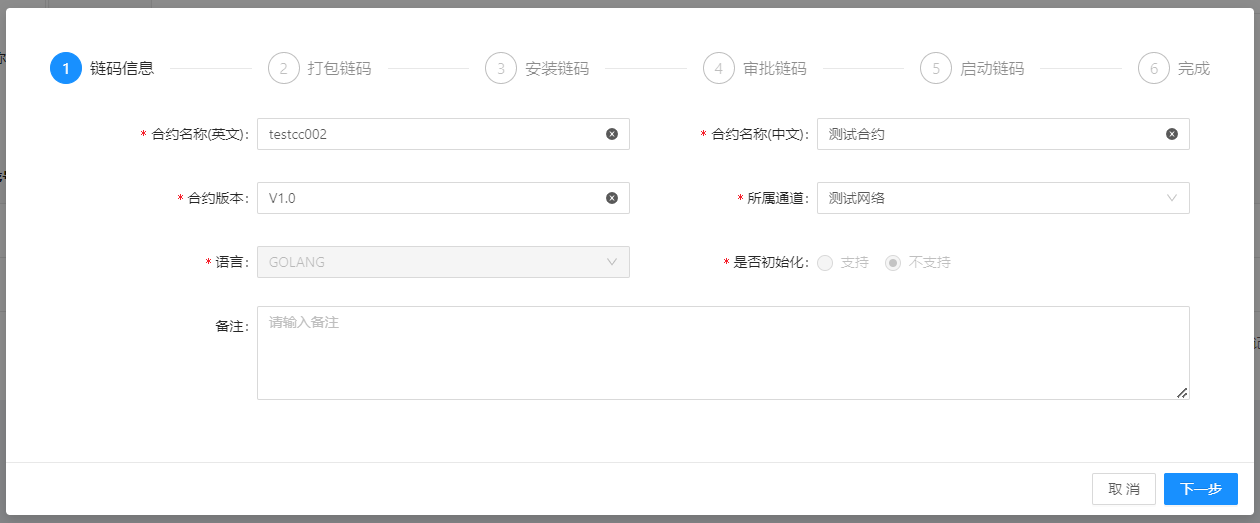 1 链码信息 2 打包链码 3 安装链码 4 审批链码 5 启动链码 6 完成
* 合约名称(英文): testcc002 * 合约名称(中文): 测试合约
* 合约版本: V1.0 * 所属通道: 测试网络
* 语言: GOLANG * 是否初始化: 支持 不支持
备注: 请输入备注
取 消 下一步